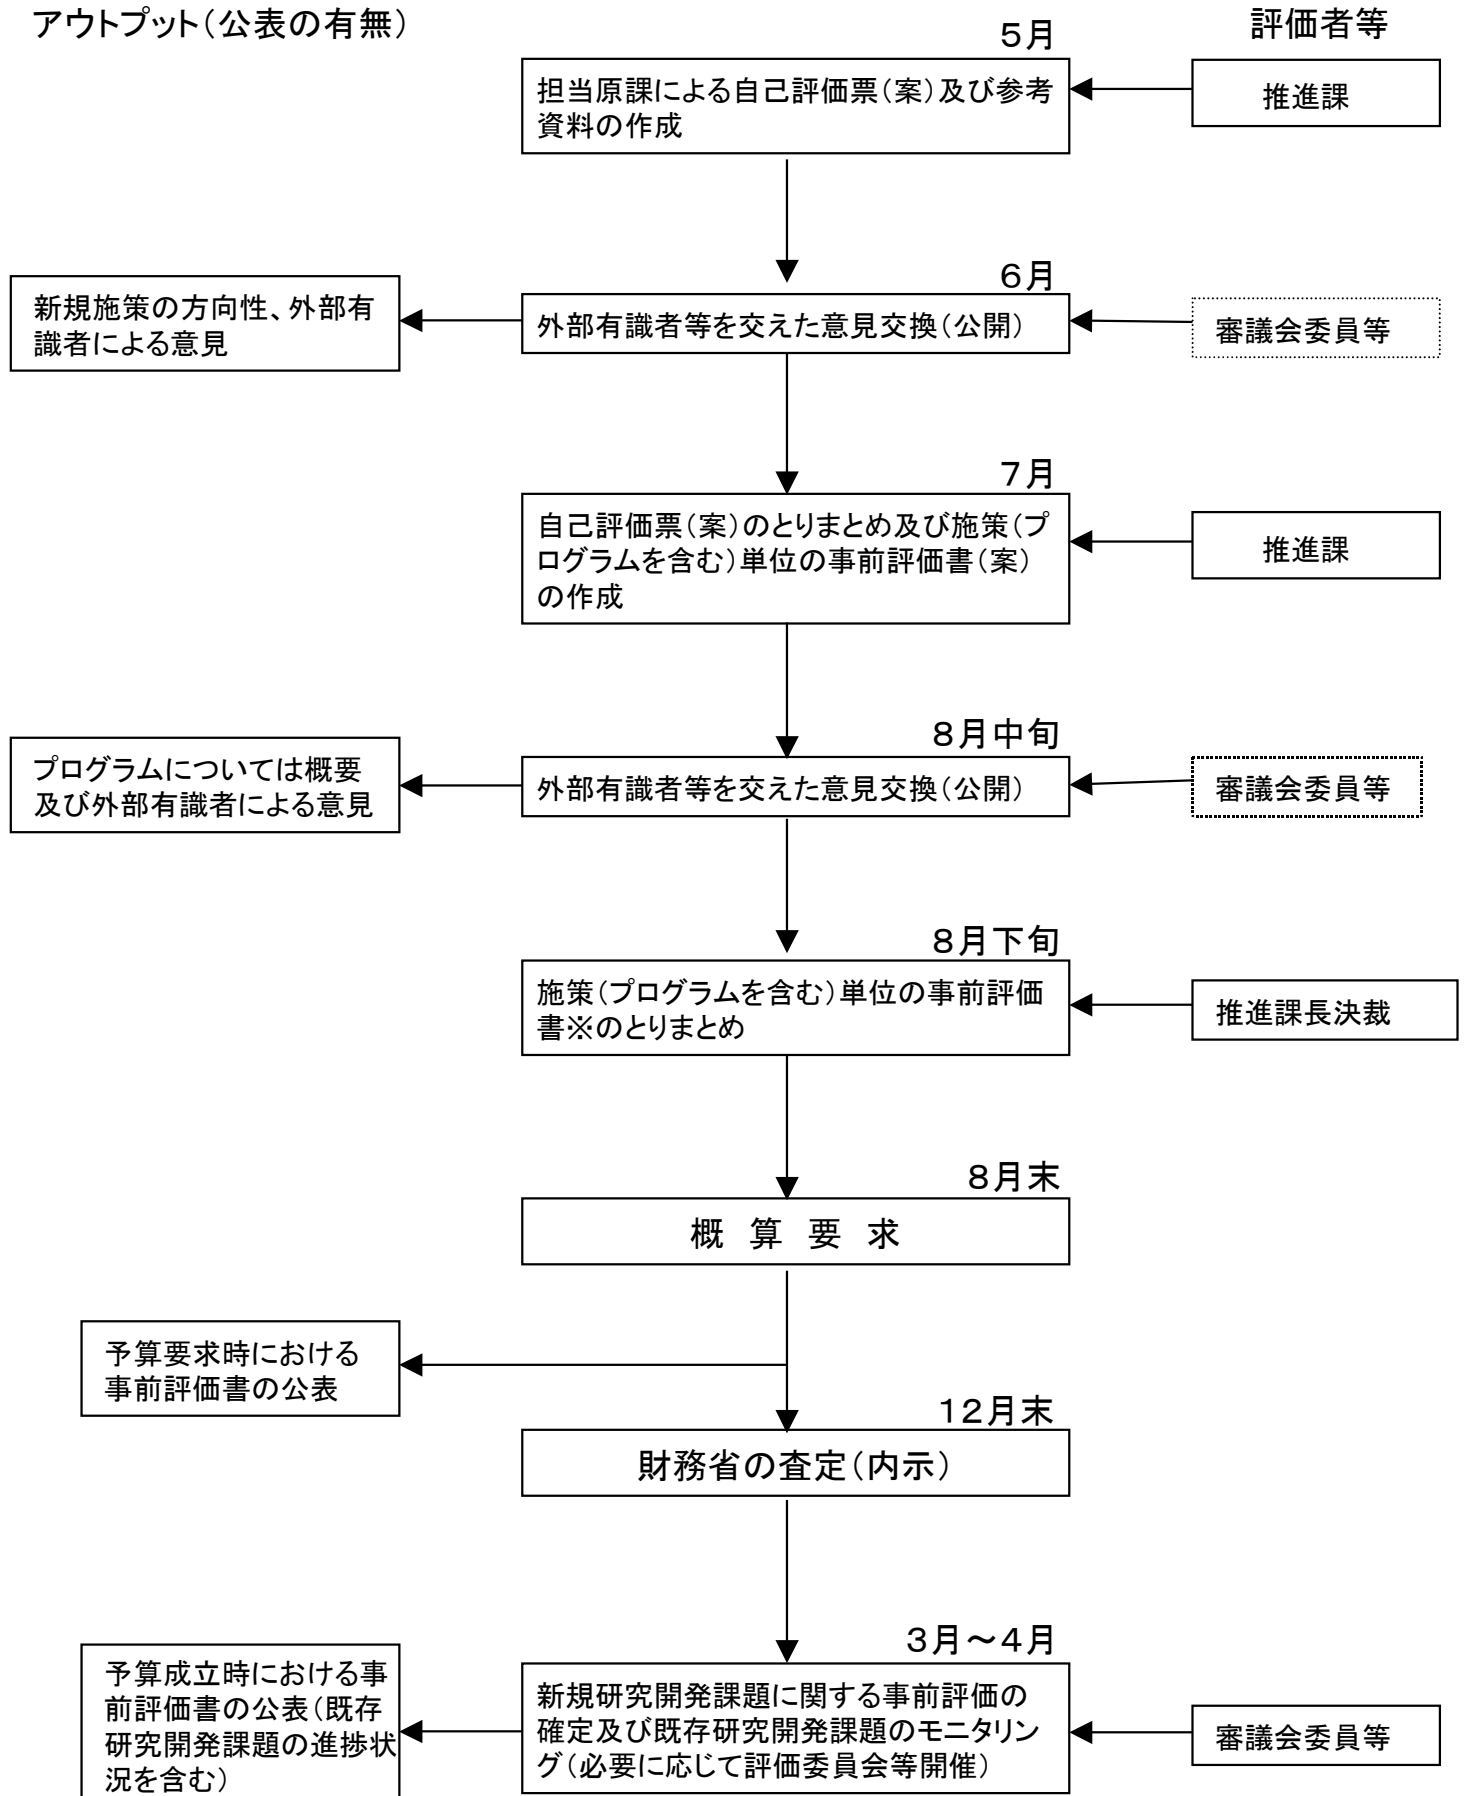 アウトプット（公表の有無）
評価者等
５月
担当原課による自己評価票（案）及び参考
資料の作成
推進課
６月
新規施策の方向性、外部有
識者による意見
外部有識者等を交えた意見交換（公開）
審議会委員等
７月
自己評価票（案）のとりまとめ及び施策（プ
ログラムを含む）単位の事前評価書（案）
の作成
推進課
８月中旬
プログラムについては概要
及び外部有識者による意見
外部有識者等を交えた意見交換（公開）
審議会委員等
８月下旬
施策（プログラムを含む）単位の事前評価
書※のとりまとめ
推進課長決裁
８月末
概　算　要　求
予算要求時における
事前評価書の公表
１２月末
財務省の査定（内示）
３月～４月
予算成立時における事
前評価書の公表（既存
研究開発課題の進捗状
況を含む）
新規研究開発課題に関する事前評価の
確定及び既存研究開発課題のモニタリン
グ（必要に応じて評価委員会等開催）
審議会委員等